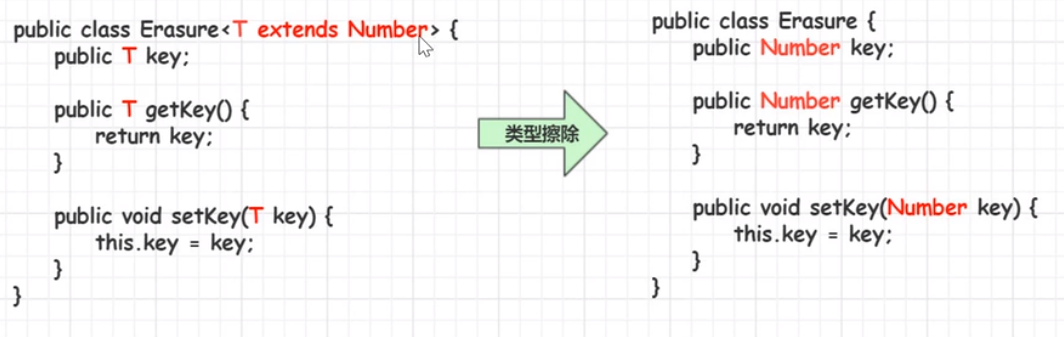 public class Erasure<T extends Number> {
public T key;
public T getKey() {
return key;
}
public void setKey(T key) {
this.key = key;
}
}
类型擦除
public class Erasure {
public Number key;
public Number getKey() {
return key;
}
public void setKey(Number key) {
this.key = key;
}
}